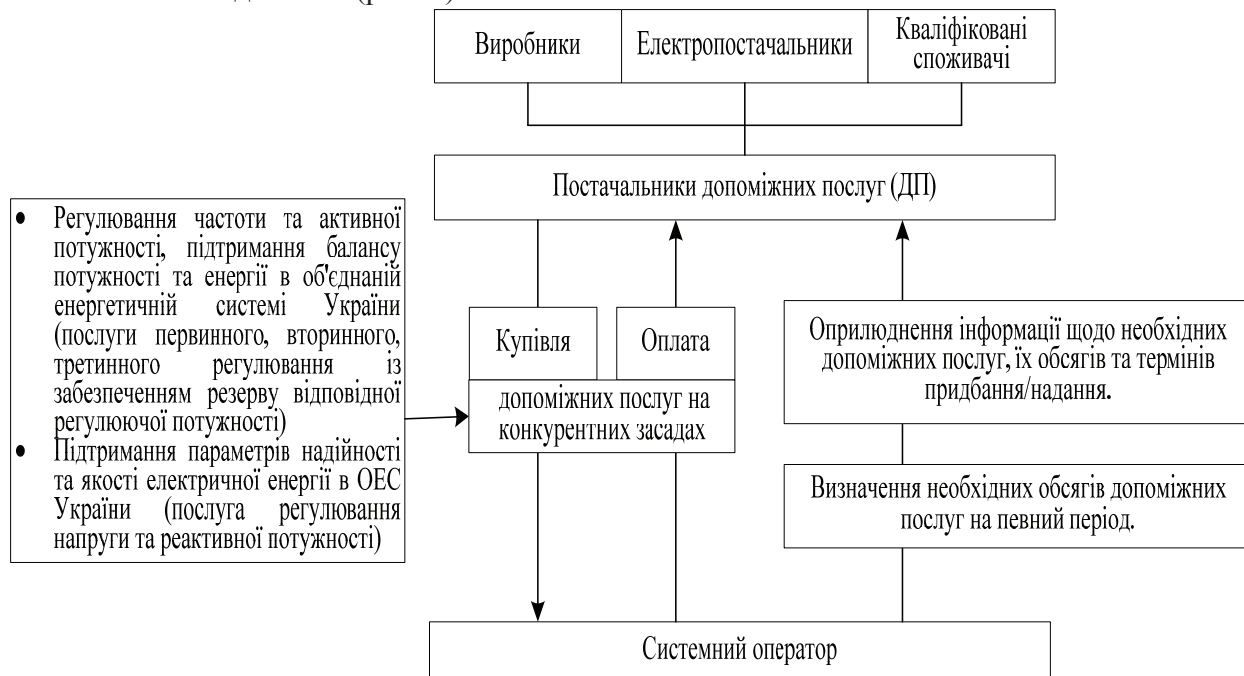 Виробники
Електропостачальники
Кваліфіковані
споживачі
Постачальники допоміжних послуг (ДП)
• Регулювання частоти та активної
потужності, підтримання балансу
потужності та енергії в об'єднаній
енергетичній системі України
(послуги первинного, вторинного,
третинного регулювання із
забезпеченням резерву відповідної
регулюючої потужності)
• Підтримання параметрів надійності
та якості електричної енергії в ОЕС
України (послуга регулювання
напруги та реактивної потужності)
Купівля
Оплата
допоміжних послуг на
конкурентних засадах
Оприлюднення інформації щодо необхідних
допоміжних послуг, їх обсягів та термінів
придбання/надання.
Визначення необхідних обсягів допоміжних
послуг на певний період.
Системний оператор